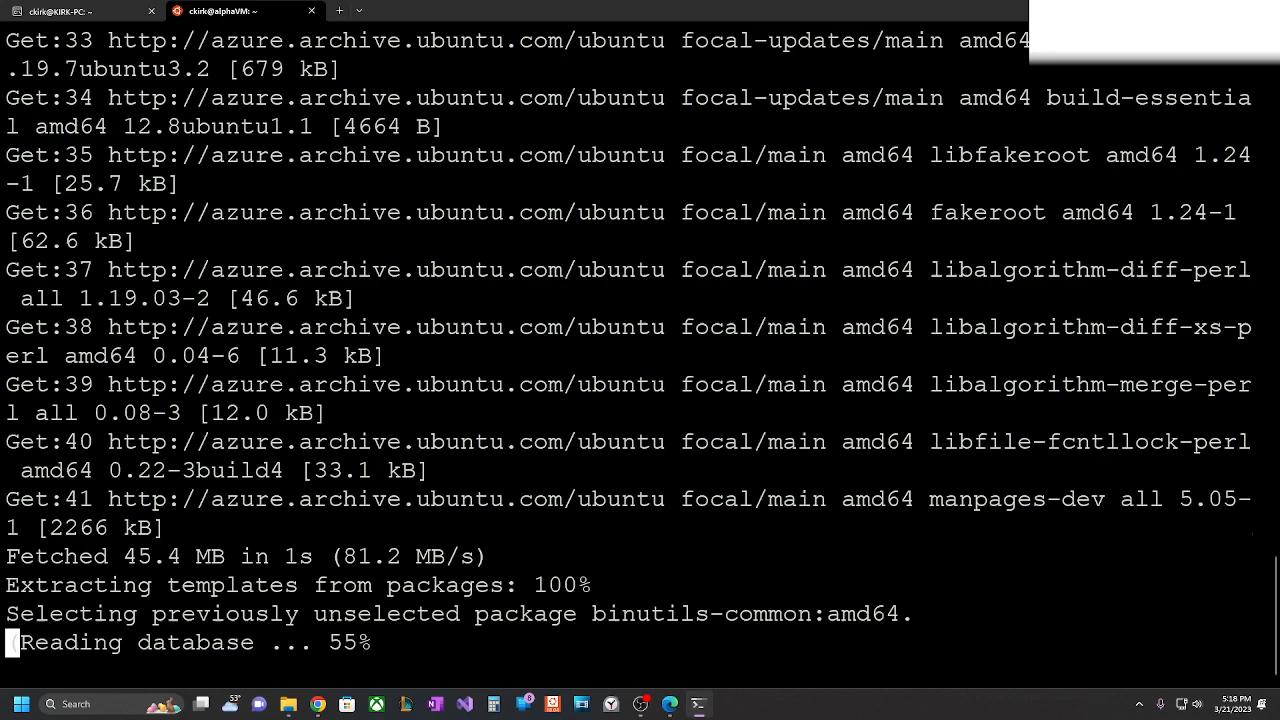 ckirk@KIRK-PC: ~
ckirk@alphaVM: ~
Get:33 http://azure.archive.ubuntu.com/ubuntu focal-updates/main amd64
.19.7ubuntu3.2 [679 kB]
Get:34 http://azure.archive.ubuntu.com/ubuntu focal-updates/main amd64 build-essentia
l amd64 12.8ubuntu1.1 [4664 B]
Get:35 http://azure.archive.ubuntu.com/ubuntu focal/main amd64 libfakeroot amd64 1.24
-1 [25.7 kB]
Get:36 http://azure.archive.ubuntu.com/ubuntu focal/main amd64 fakeroot amd64 1.24-1
[62.6 kB]
Get:37 http://azure.archive.ubuntu.com/ubuntu focal/main amd64 libalgorithm-diff-perl
all 1.19.03-2 [46.6 kB]
Get:38 http://azure.archive.ubuntu.com/ubuntu focal/main amd64 libalgorithm-diff-xs-p
erl amd64 0.04-6 [11.3 kB]
Get:39 http://azure.archive.ubuntu.com/ubuntu focal/main amd64 libalgorithm-merge-per
l all 0.08-3 [12.0 kB]
Get:40 http://azure.archive.ubuntu.com/ubuntu focal/main amd64 libfile-fcntllock-perl
amd64 0.22-3build4 [33.1 kB]
Get:41 http://azure.archive.ubuntu.com/ubuntu focal/main amd64 manpages-dev all 5.05-
1 [2266 kB]
Fetched 45.4 MB in 1s (81.2 MB/s)
Extracting templates from packages: 100%
Selecting previously unselected package binutils-common:amd64.
(Reading database ... 55%
Search
53°
8
5:18 PM
3/21/2023